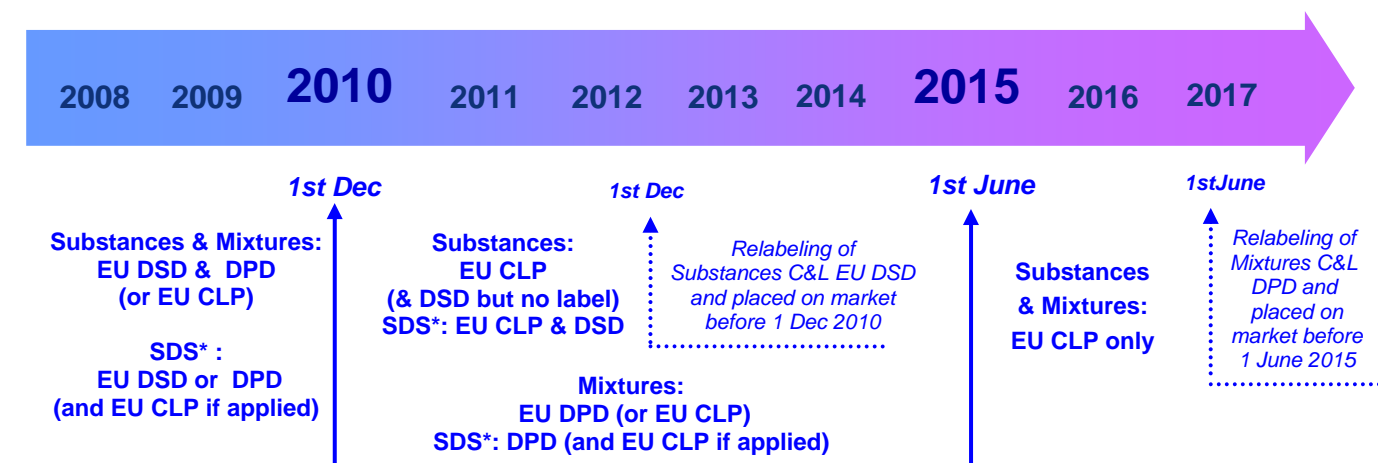 2008 2009 2010 2011 2012 2013 2014 2015 2016 2017
1st Dec
1st Dec
1st June
1stJune
Substances & Mixtures:
EU DSD & DPD
(or EU CLP)
SDS* :
EU DSD or DPD
(and EU CLP if applied)
Substances:
EU CLP
(& DSD but no label)
SDS*: EU CLP & DSD
Relabeling of
Substances C&L EU DSD
and placed on market
before 1 Dec 2010
Mixtures:
EU DPD (or EU CLP)
SDS*: DPD (and EU CLP if applied)
Substances
& Mixtures:
EU CLP only
Relabeling of
Mixtures C&L
DPD and
placed on
market before
1 June 2015